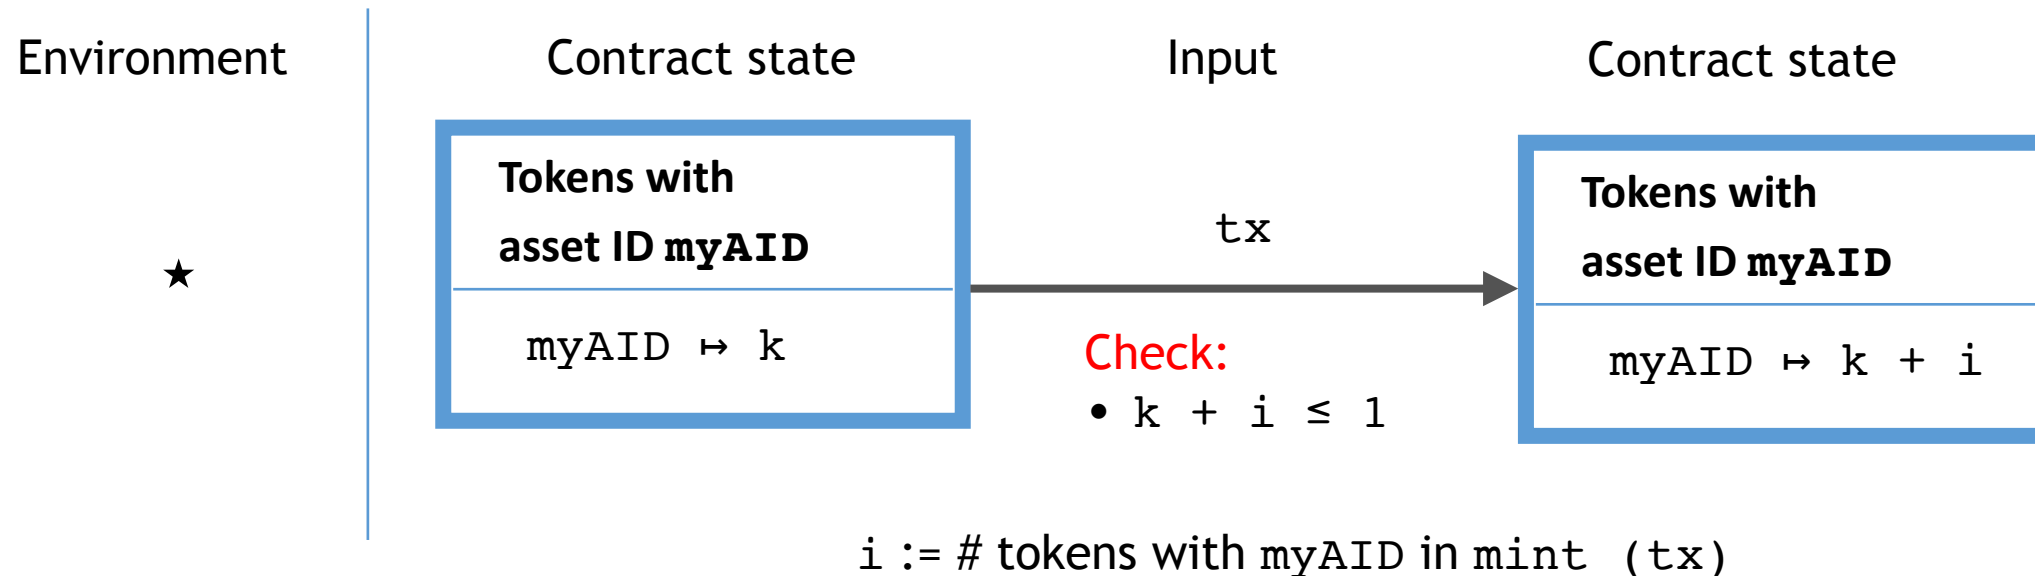 Environment
Contract state
Input
Contract state
★
Tokens with
asset ID myAID
myAID ↦ k
tx
Check:
• k + i ≤ 1
Tokens with
asset ID myAID
myAID ↦ k + i
i := # tokens with myAID in mint (tx)